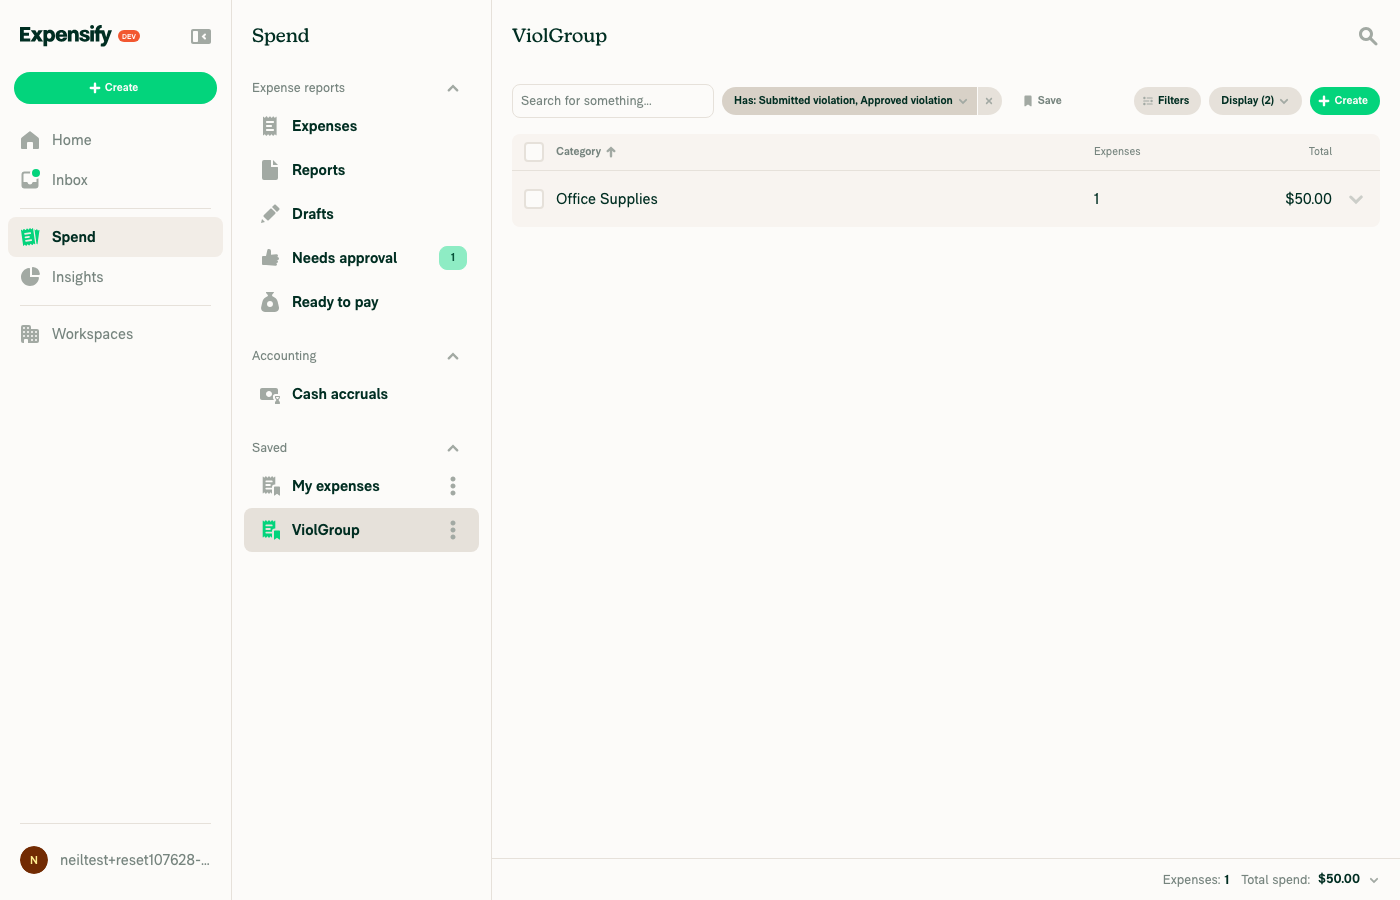 Expensify DEV
Create
Home
Inbox
Spend
Insights
Workspaces
N neiltest+reset107628-...
Spend
Expense reports
Expenses
Reports
Drafts
Needs approval 1
Ready to pay
Accounting
Cash accruals
Saved
My expenses
ViolGroup
ViolGroup
Search for something... Has: Submitted violation, Approved violation Save Filters Display (2) Create
Category Expenses Total
Office Supplies 1 $50.00
Expenses: 1 Total spend: $50.00